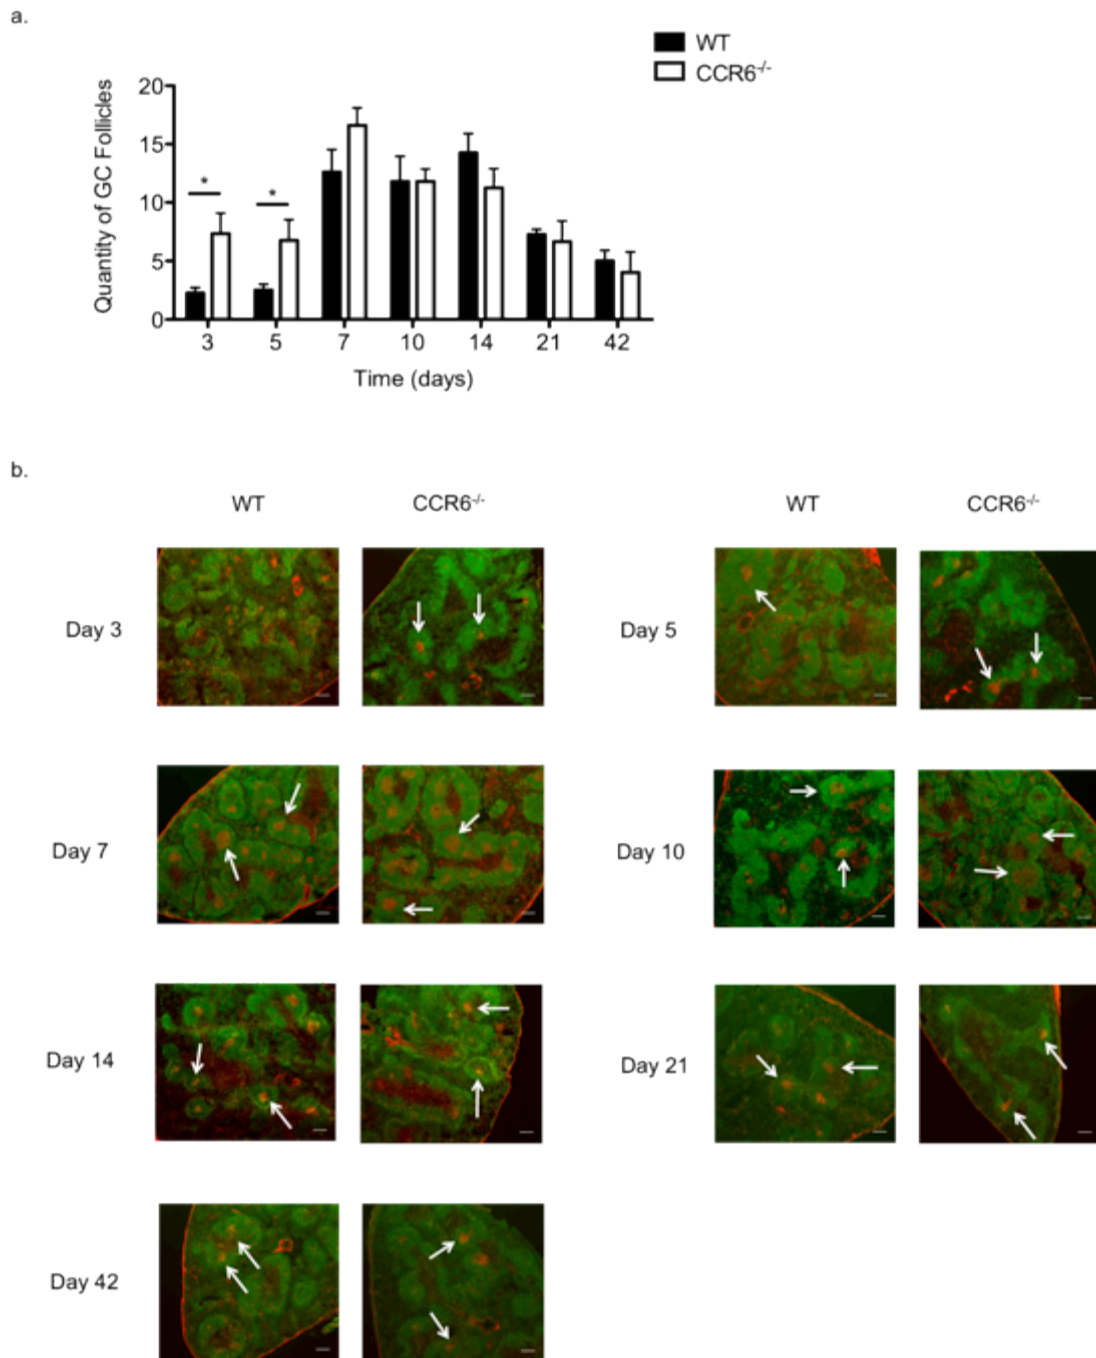 a.
WT
CCR6-/-
Quantity of GC Follicles
20
15
10
5
0
*
*
3 5 7 10 14 21 42
Time (days)
b.
WT CCR6-/- WT CCR6-/-
Day 3 Day 5
Day 7 Day 10
Day 14 Day 21
Day 42